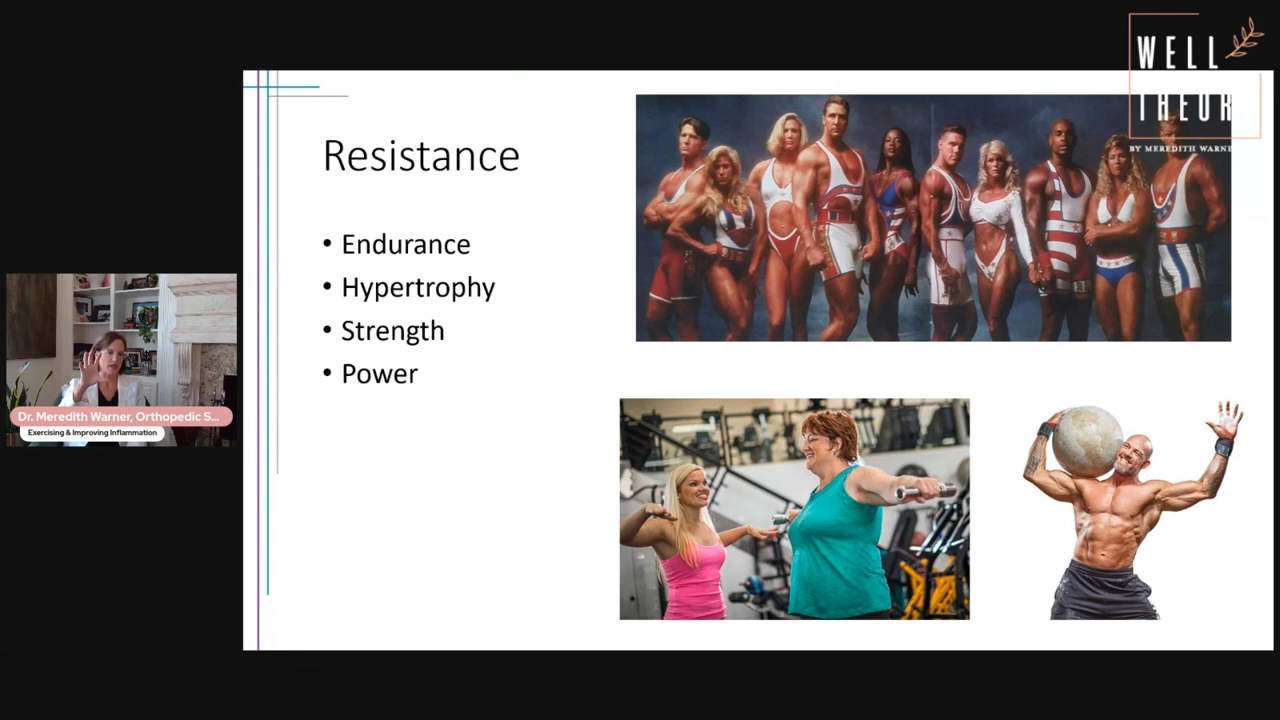 WELL
THEOR
BY MEREDITH WARNE
Resistance
• Endurance
• Hypertrophy
• Strength
• Power
Dr. Meredith Warner, Orthopedic S...
Exercising & Improving Inflammation